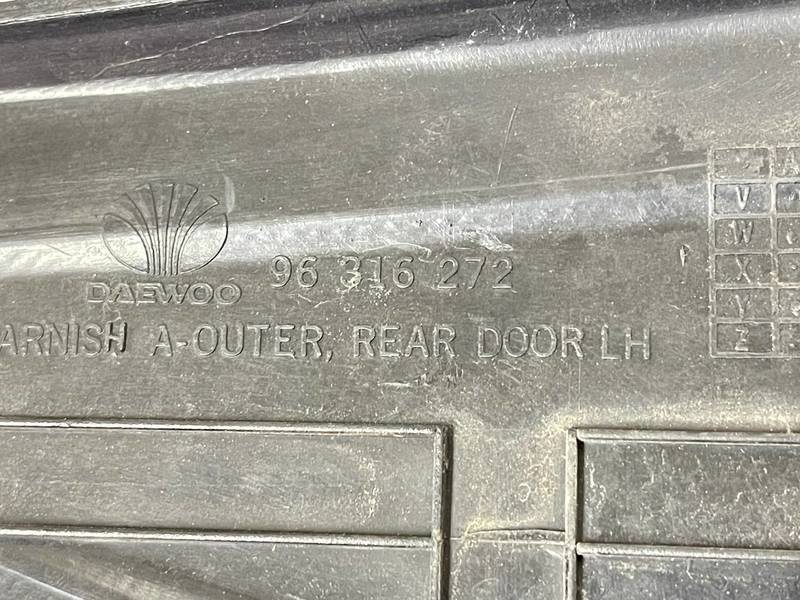 DAEWOO
96 316 272
ARNISH A-OUTER, REAR DOOR LH
A
V
W
X
Y
Z